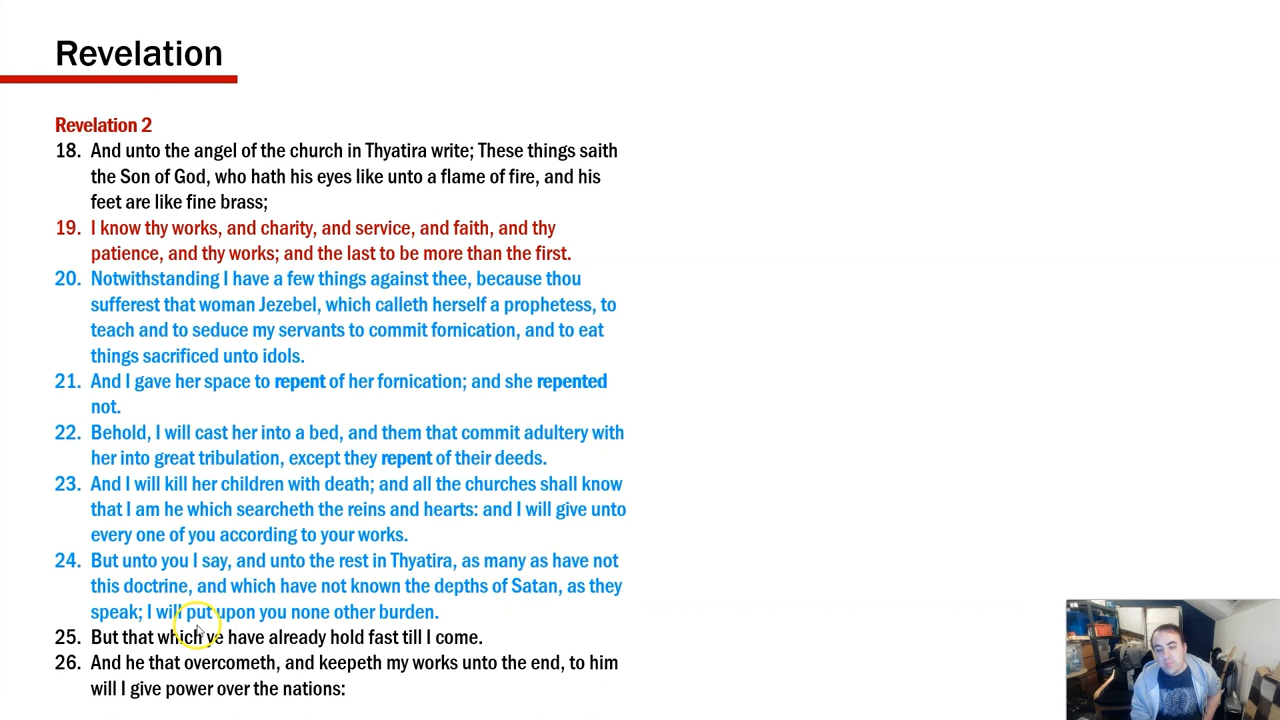 Revelation
Revelation 2
18. And unto the angel of the church in Thyatira write; These things saith
the Son of God, who hath his eyes like unto a flame of fire, and his
feet are like fine brass;
19. I know thy works, and charity, and service, and faith, and thy
patience, and thy works; and the last to be more than the first.
20. Notwithstanding I have a few things against thee, because thou
sufferest that woman Jezebel, which calleth herself a prophetess, to
teach and to seduce my servants to commit fornication, and to eat
things sacrificed unto idols.
21. And I gave her space to repent of her fornication; and she repented
not.
22. Behold, I will cast her into a bed, and them that commit adultery with
her into great tribulation, except they repent of their deeds.
23. And I will kill her children with death; and all the churches shall know
that I am he which searcheth the reins and hearts: and I will give unto
every one of you according to your works.
24. But unto you I say, and unto the rest in Thyatira, as many as have not
this doctrine, and which have not known the depths of Satan, as they
speak; I will put upon you none other burden.
25. But that which ye have already hold fast till I come.
26. And he that overcometh, and keepeth my works unto the end, to him
will I give power over the nations: